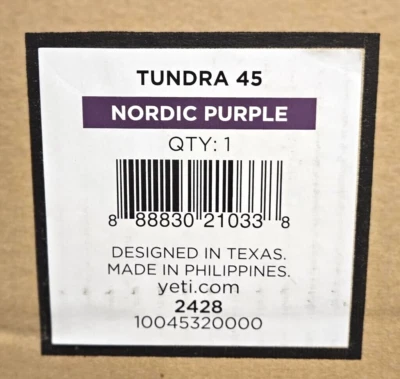 TUNDRA 45
NORDIC PURPLE
QTY: 1
8 88830 21033 8
DESIGNED IN TEXAS.
MADE IN PHILIPPINES.
yeti.com
2428
10045320000